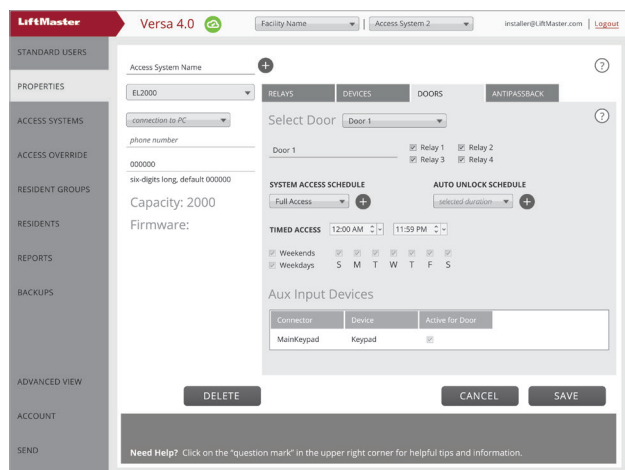 LiftMaster
Versa 4.0
Facility Name
|
Access System 2
installer@LiftMaster.com | Logout
STANDARD USERS
PROPERTIES
ACCESS SYSTEMS
ACCESS OVERRIDE
RESIDENT GROUPS
RESIDENTS
REPORTS
BACKUPS
ADVANCED VIEW
ACCOUNT
SEND
Access System Name
+
?
EL2000
connection to PC
phone number
000000
six-digits long, default 000000
Capacity: 2000
Firmware:
RELAYS DEVICES DOORS ANTIPASSBACK
Select Door Door 1
?
Door 1
Relay 1 Relay 2
Relay 3 Relay 4
SYSTEM ACCESS SCHEDULE AUTO UNLOCK SCHEDULE
Full Access + selected duration +
TIMED ACCESS 12:00 AM 11:59 PM
Weekends
Weekdays S M T W T F S
Aux Input Devices
Connector Device Active for Door
MainKeypad Keypad
DELETE CANCEL SAVE
Need Help? Click on the "question mark" in the upper right corner for helpful tips and information.